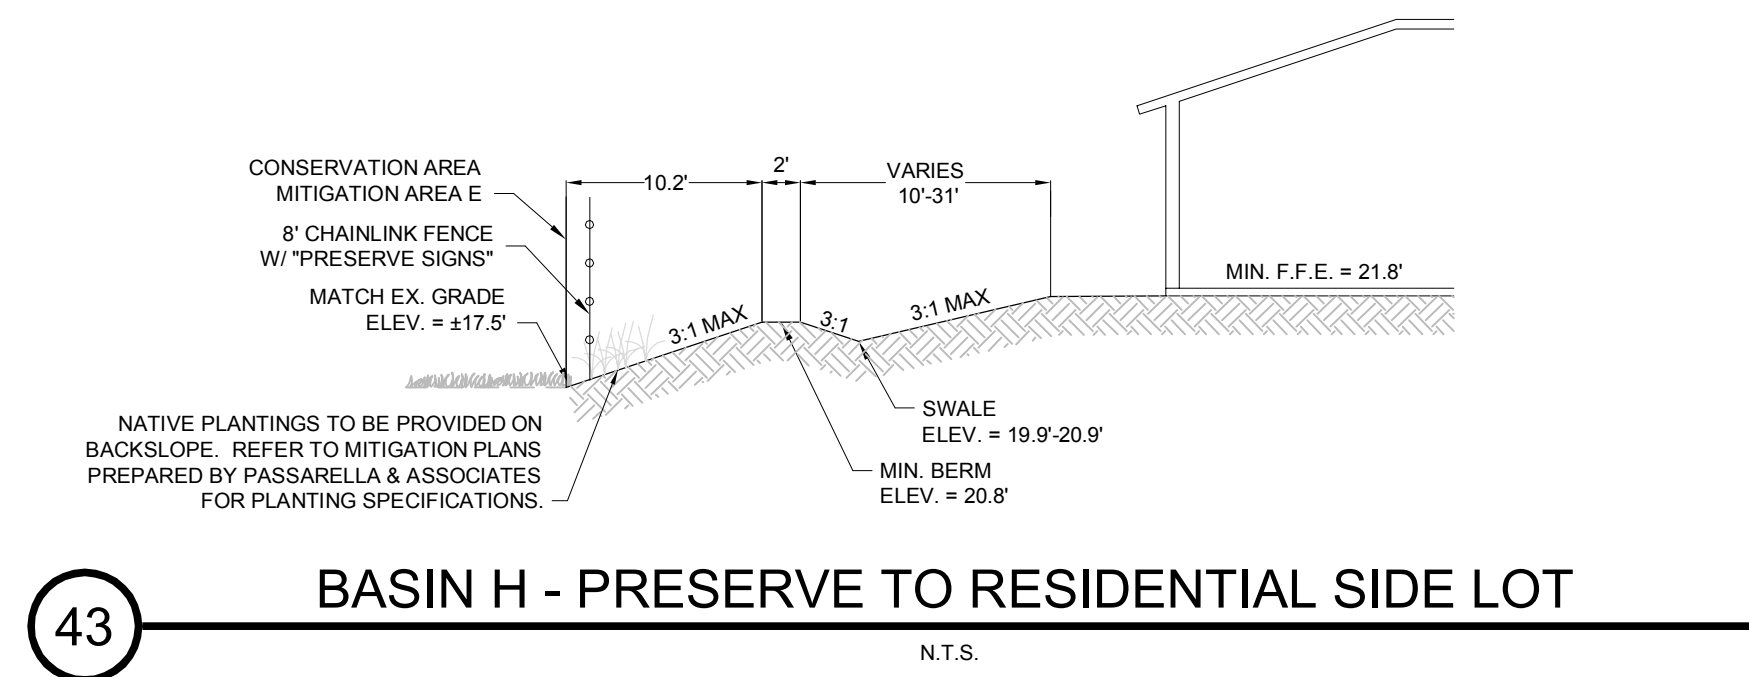 CONSERVATION AREA
MITIGATION AREA E
8' CHAINLINK FENCE
W/ "PRESERVE SIGNS"
MATCH EX. GRADE
ELEV. = ±17.5'
NATIVE PLANTINGS TO BE PROVIDED ON
BACKSLOPE. REFER TO MITIGATION PLANS
PREPARED BY PASSARELLA & ASSOCIATES
FOR PLANTING SPECIFICATIONS.
10.2'
2'
VARIES
10'-31'
3:1 MAX
3:1
3:1 MAX
MIN. F.F.E. = 21.8'
SWALE
ELEV. = 19.9'-20.9'
MIN. BERM
ELEV. = 20.8'
43
BASIN H - PRESERVE TO RESIDENTIAL SIDE LOT
N.T.S.